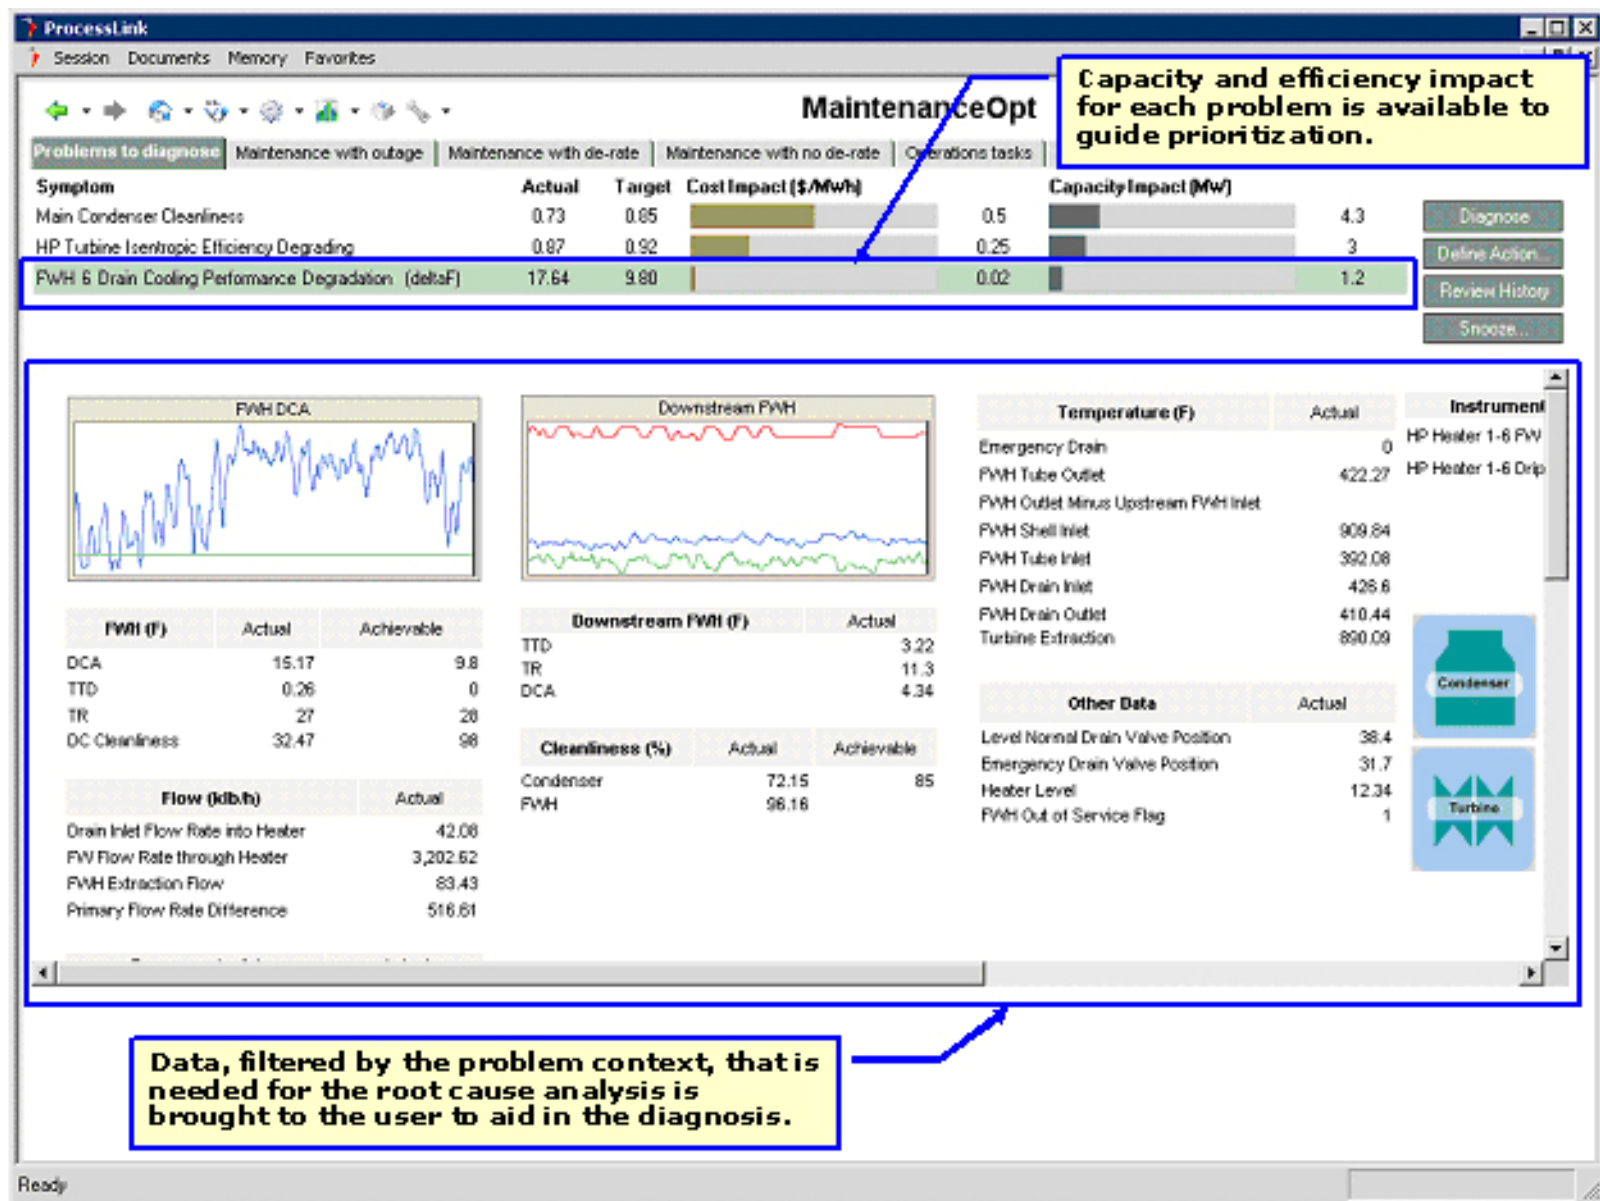 ProcessLink
Session Documents Memory Favorites
MaintenanceOpt
Capacity and efficiency impact
for each problem is available to
guide prioritization.
Problems to diagnose Maintenance with outage Maintenance with de-rate Maintenance with no de-rate Operations tasks
Symptom Actual Target Cost Impact ($/Mwh) Capacity Impact (Mw)
Main Condenser Cleanliness 0.73 0.85 0.5 4.3
HP Turbine Isentropic Efficiency Degrading 0.87 0.92 0.25 3
FWH 6 Drain Cooling Performance Degradation (deltaF) 17.64 9.80 0.02 1.2
Diagnose
Define Action...
Review History
Snooze...
FWH DCA
FWH (F) Actual Achievable
DCA 15.17 9.8
TTD 0.26 0
TR 27 28
DC Cleanliness 32.47 98
Flow (klb/h) Actual
Drain Inlet Flow Rate into Heater 42.08
FW Flow Rate through Heater 3,202.62
FWH Extraction Flow 83.43
Primary Flow Rate Difference 516.61
Downstream FWH
Downstream FWH (F) Actual
TTD 3.22
TR 11.3
DCA 4.34
Cleanliness (%) Actual Achievable
Condenser 72.15 85
FWH 96.16
Temperature (F) Actual
Emergency Drain 0
FWH Tube Outlet 422.27
FWH Outlet Minus Upstream FWH Inlet
FWH Shell Inlet 909.84
FWH Tube Inlet 392.08
FWH Drain Inlet 426.6
FWH Drain Outlet 410.44
Turbine Extraction 890.09
Other Data Actual
Level Normal Drain Valve Position 38.4
Emergency Drain Valve Position 31.7
Heater Level 12.34
FWH Out of Service Flag 1
Instrument
HP Heater 1-6 FW
HP Heater 1-6 Drip
Condenser
Turbine
Data, filtered by the problem context, that is
needed for the root cause analysis is
brought to the user to aid in the diagnosis.
Ready